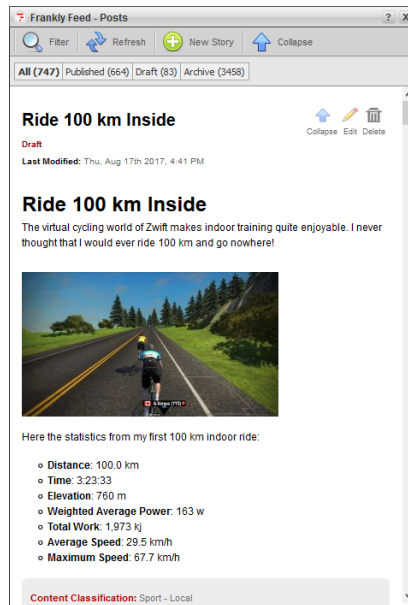 Frankly Feed - Posts ? X
Filter Refresh New Story Collapse
All (747) Published (664) Draft (83) Archive (3458)
Ride 100 km Inside
Collapse Edit Delete
Draft
Last Modified: Thu, Aug 17th 2017, 4:41 PM
Ride 100 km Inside
The virtual cycling world of Zwift makes indoor training quite enjoyable. I never
thought that I would ever ride 100 km and go nowhere!
Here the statistics from my first 100 km indoor ride:
Distance: 100.0 km
Time: 3:23:33
Elevation: 760 m
Weighted Average Power: 163 w
Total Work: 1,973 kj
Average Speed: 29.5 km/h
Maximum Speed: 67.7 km/h
Content Classification: Sport - Local